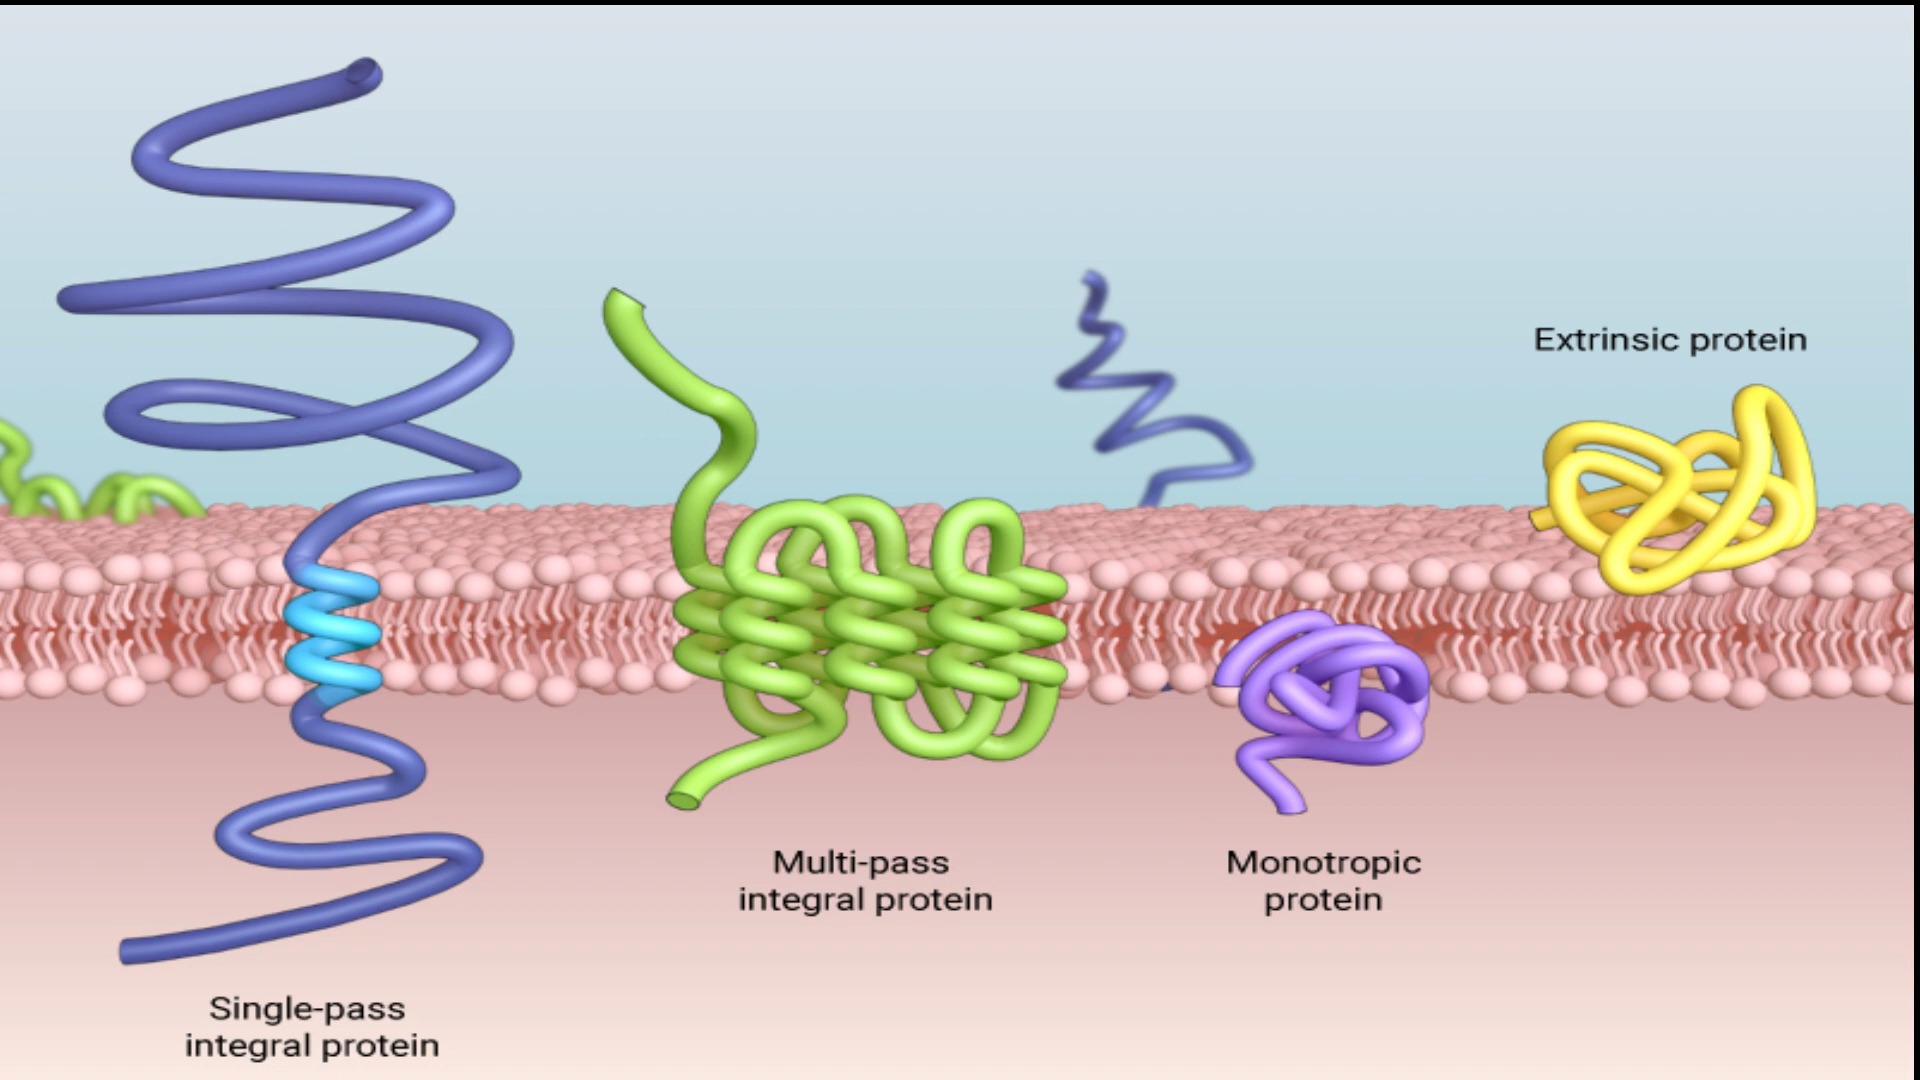 Extrinsic protein
Multi-pass
integral protein
Monotropic
protein
Single-pass
integral protein